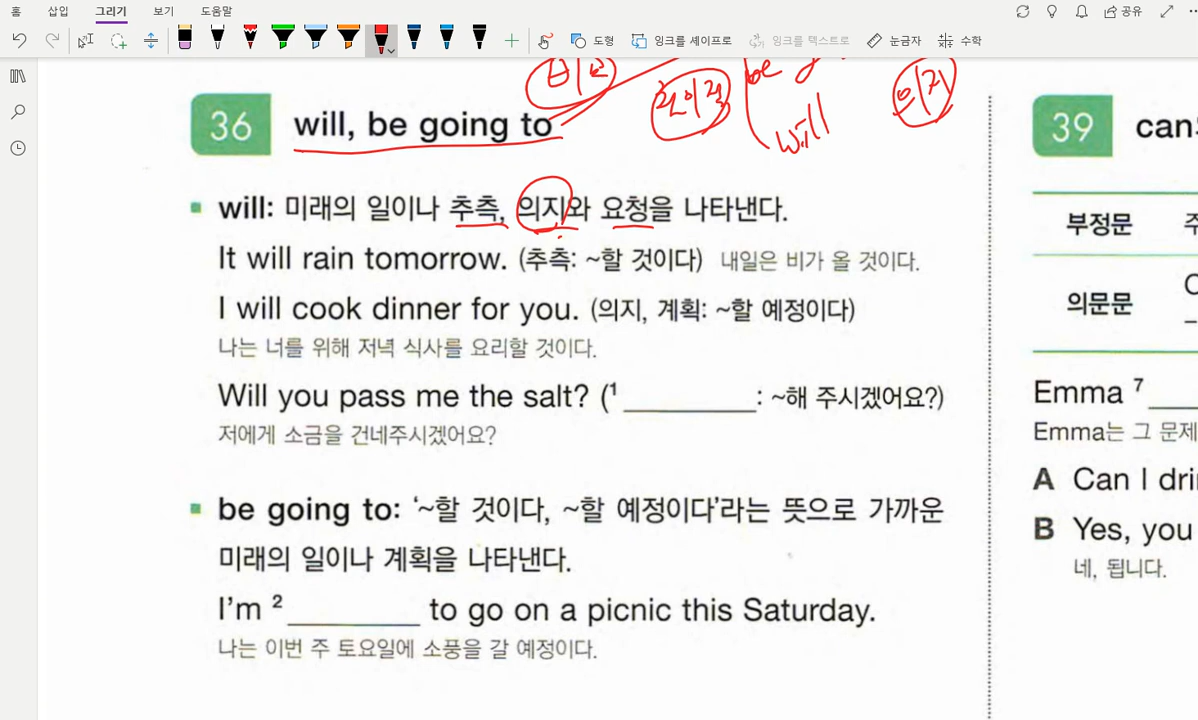 홈 삽입 그리기 보기 도움말
공유
도형 잉크를 셰이프로 잉크를 텍스트로 눈금자 수학
be
will
의지
36 will, be going to
will: 미래의 일이나 추측, 의지와 요청을 나타낸다.
It will rain tomorrow. (추측: ~할 것이다) 내일은 비가 올 것이다.
I will cook dinner for you. (의지, 계획: ~할 예정이다)
나는 너를 위해 저녁 식사를 요리할 것이다.
Will you pass me the salt? (1 ________ : ~해 주시겠어요?)
저에게 소금을 건네주시겠어요?
be going to: ‘~할 것이다, ~할 예정이다’라는 뜻으로 가까운
미래의 일이나 계획을 나타낸다.
I’m 2 ________ to go on a picnic this Saturday.
나는 이번 주 토요일에 소풍을 갈 예정이다.
39 can
부정문
의문문
Emma 7
Emma는 그 문제
A Can I dri
B Yes, you
네, 됩니다.